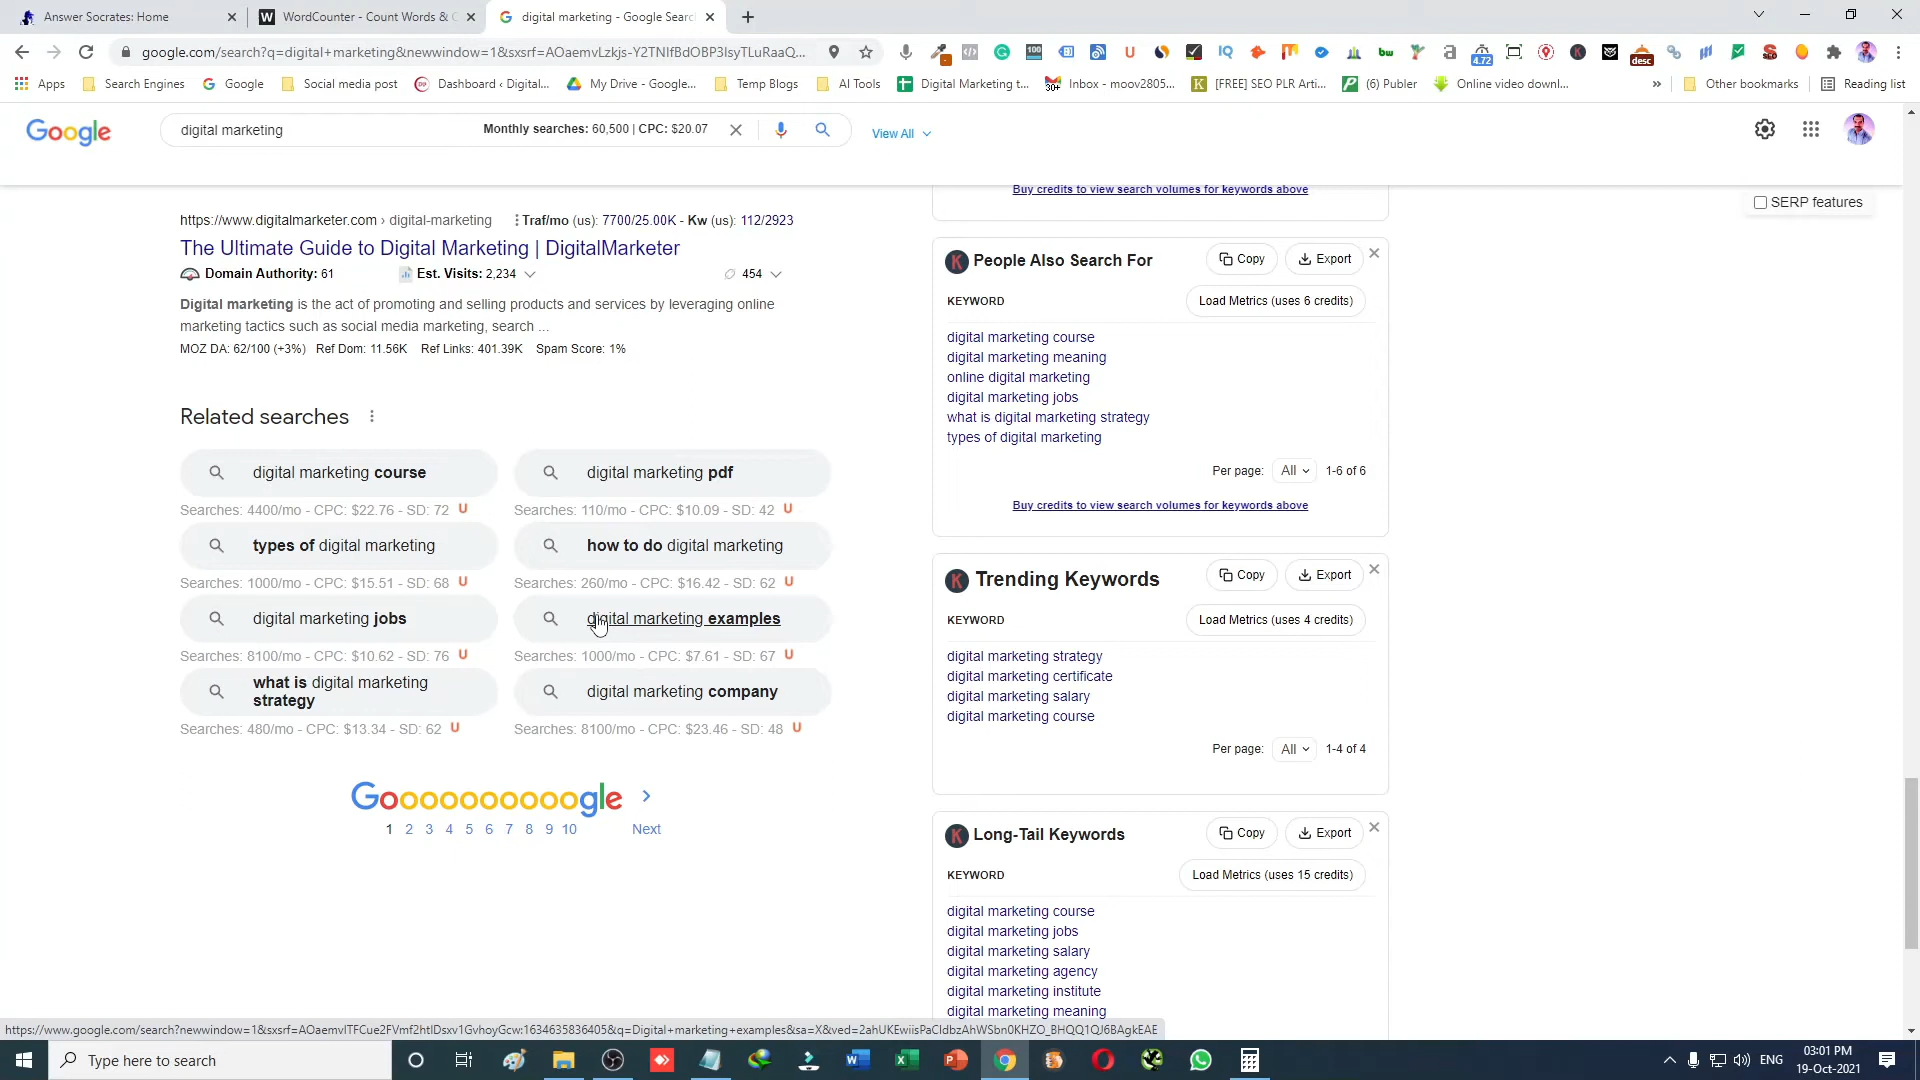 Answer Socrates: Home
WordCounter - Count Words & C
digital marketing - Google Searc
google.com/search?q=digital+marketing&newwindow=1&sxsrf=AOaemvLzkjs-Y2TNIfBdOBP3IsyTLuRaaQ...
100
IQ
bw
a
4.72
desc
Apps
Search Engines
Google
Social media post
Dashboard ‹ Digital...
My Drive - Google...
Temp Blogs
AI Tools
Digital Marketing t...
30+
Inbox - moov2805...
[FREE] SEO PLR Arti...
(6) Publer
Online video downl...
»
Other bookmarks
Reading list
Google
digital marketing
Monthly searches: 60,500 | CPC: $20.07
View All
SERP features
https://www.digitalmarketer.com › digital-marketing
Traf/mo (us): 7700/25.00K - Kw (us): 112/2923
The Ultimate Guide to Digital Marketing | DigitalMarketer
Domain Authority: 61
Est. Visits: 2,234
454
Digital marketing is the act of promoting and selling products and services by leveraging online
marketing tactics such as social media marketing, search ...
MOZ DA: 62/100 (+3%) Ref Dom: 11.56K Ref Links: 401.39K Spam Score: 1%
Related searches
digital marketing course
Searches: 4400/mo - CPC: $22.76 - SD: 72
digital marketing pdf
Searches: 110/mo - CPC: $10.09 - SD: 42
types of digital marketing
Searches: 1000/mo - CPC: $15.51 - SD: 68
how to do digital marketing
Searches: 260/mo - CPC: $16.42 - SD: 62
digital marketing jobs
Searches: 8100/mo - CPC: $10.62 - SD: 76
digital marketing examples
Searches: 1000/mo - CPC: $7.61 - SD: 67
what is digital marketing
strategy
Searches: 480/mo - CPC: $13.34 - SD: 62
digital marketing company
Searches: 8100/mo - CPC: $23.46 - SD: 48
Goooooooooogle
1 2 3 4 5 6 7 8 9 10
Next
Buy credits to view search volumes for keywords above
People Also Search For
Copy
Export
KEYWORD
Load Metrics (uses 6 credits)
digital marketing course
digital marketing meaning
online digital marketing
digital marketing jobs
what is digital marketing strategy
types of digital marketing
Per page: All 1-6 of 6
Buy credits to view search volumes for keywords above
Trending Keywords
Copy
Export
KEYWORD
Load Metrics (uses 4 credits)
digital marketing strategy
digital marketing certificate
digital marketing salary
digital marketing course
Per page: All 1-4 of 4
Long-Tail Keywords
Copy
Export
KEYWORD
Load Metrics (uses 15 credits)
digital marketing course
digital marketing jobs
digital marketing salary
digital marketing agency
digital marketing institute
digital marketing meaning
Type here to search
ENG
03:01 PM
19-Oct-2021